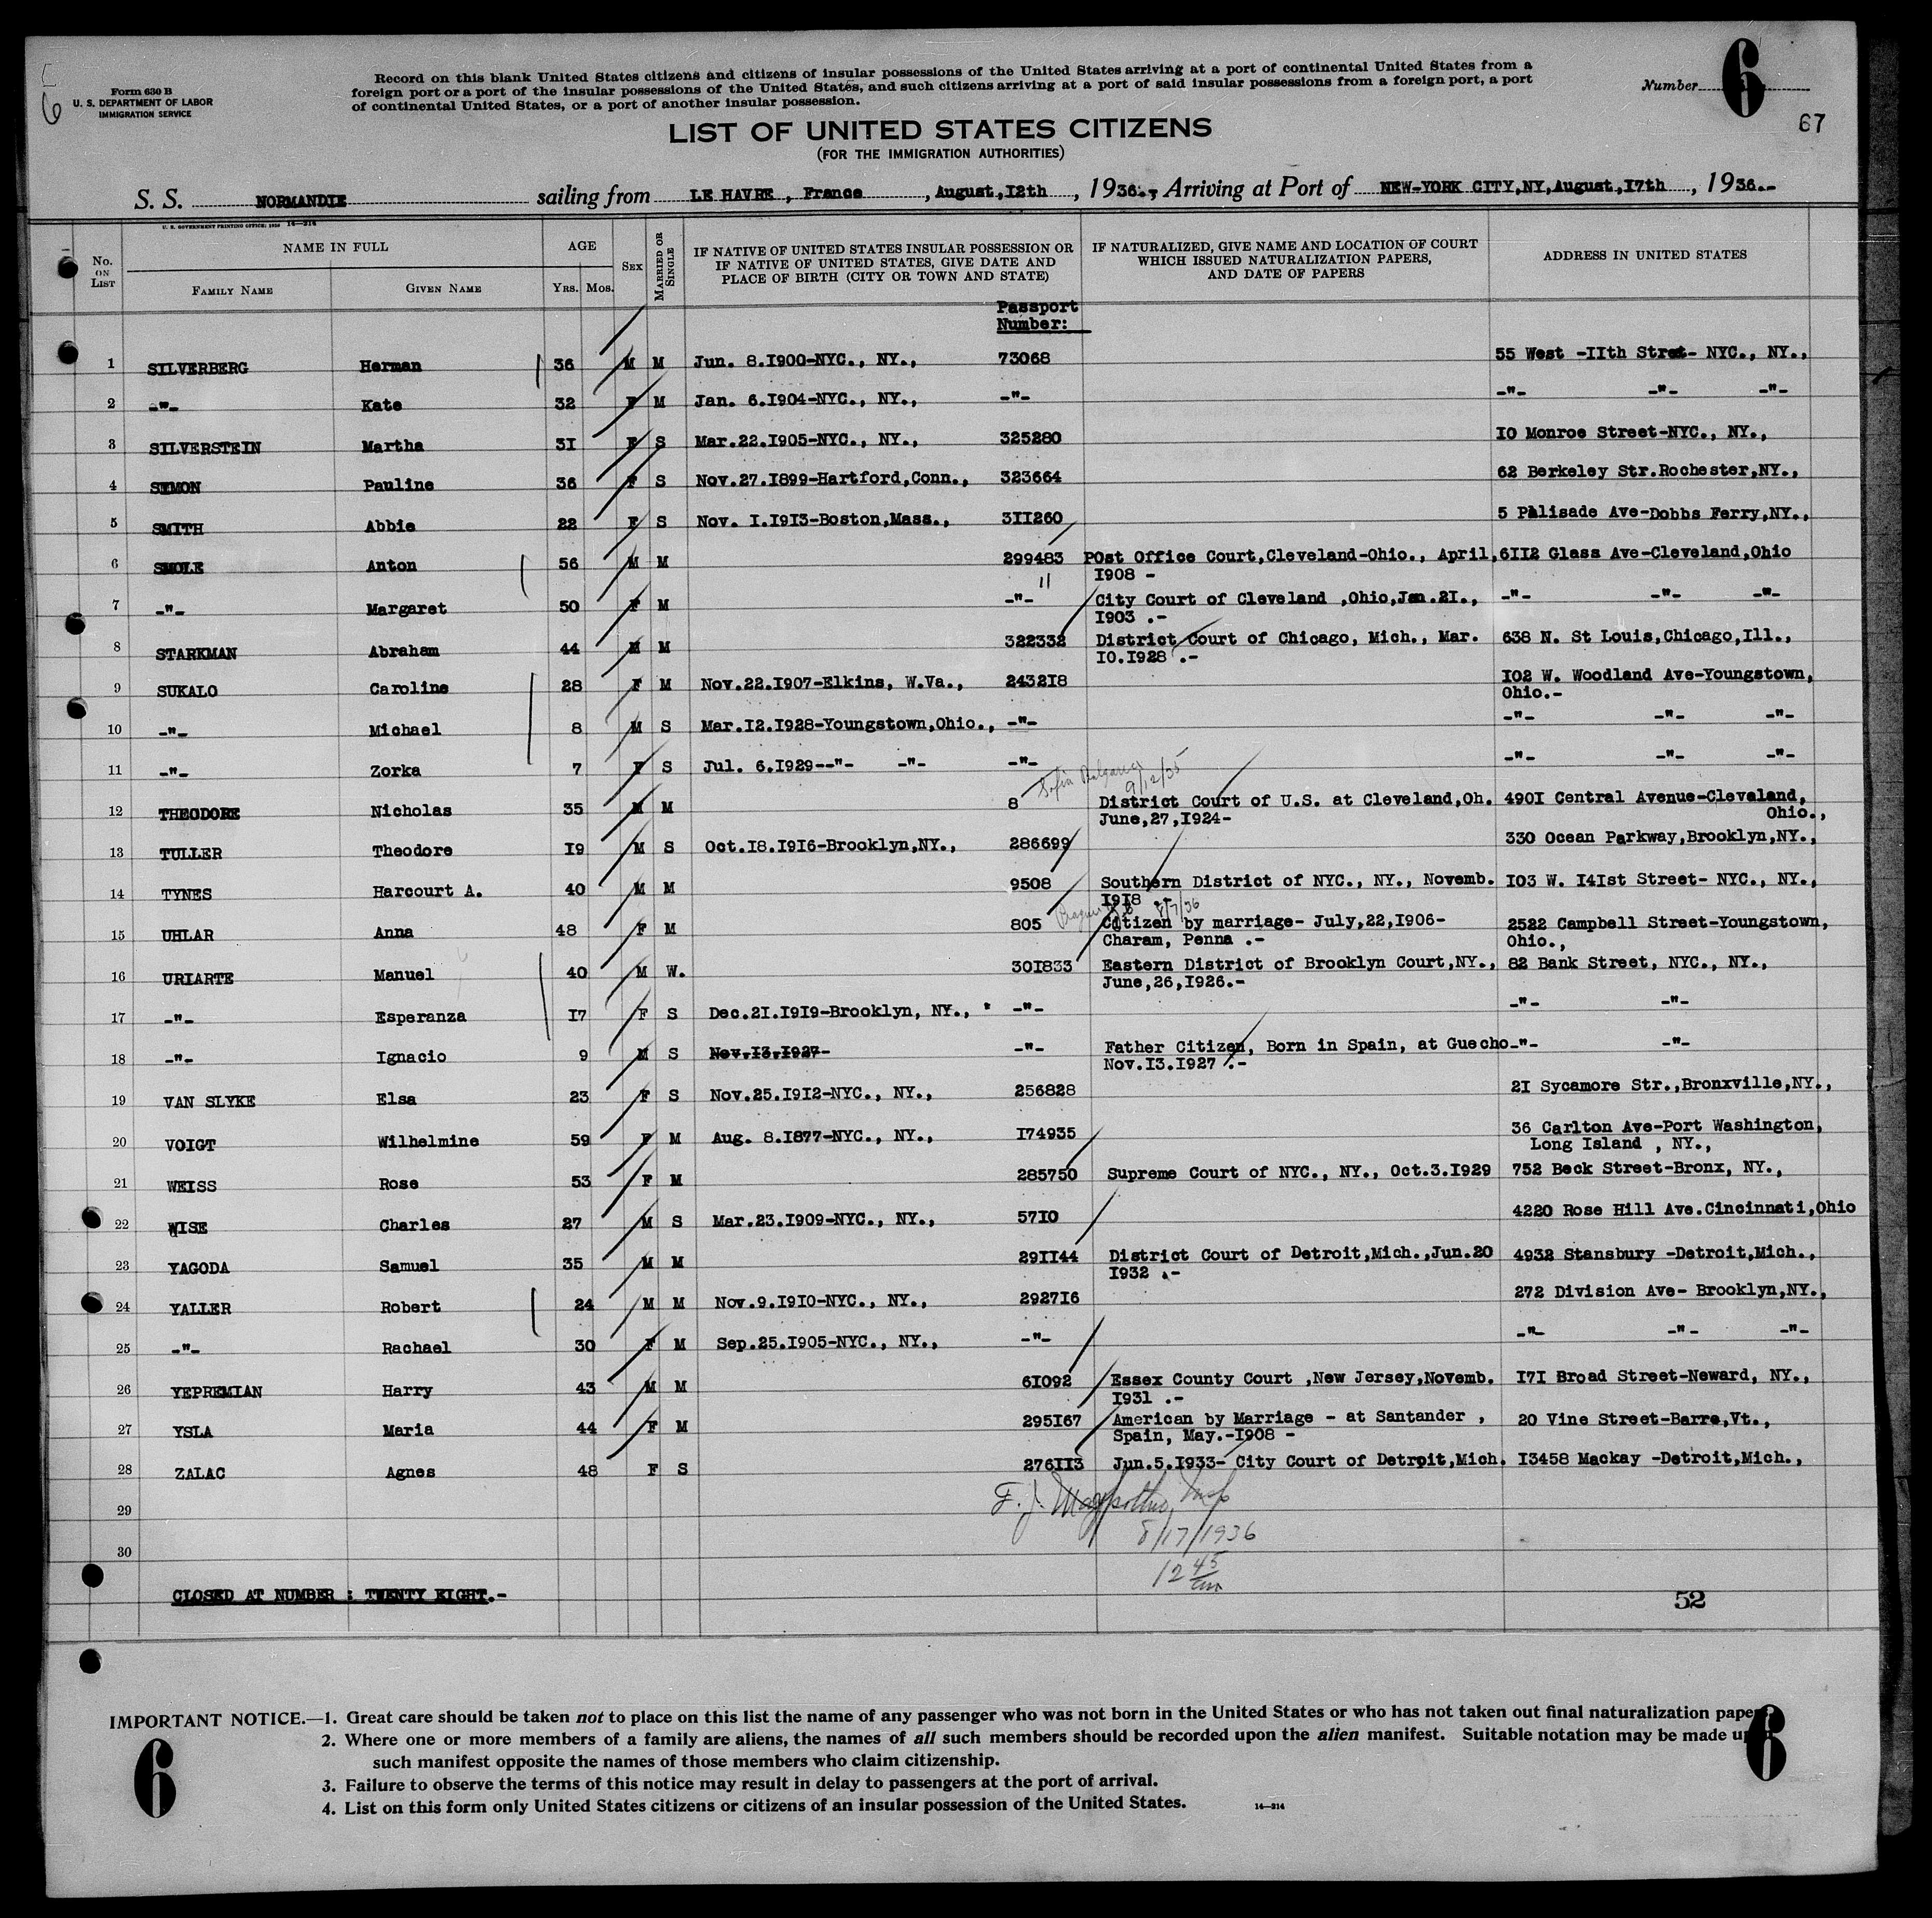 6
Form 630 B
U. S. DEPARTMENT OF LABOR
IMMIGRATION SERVICE
Record on this blank United States citizens and citizens of insular possessions of the United States arriving at a port of continental United States from a
foreign port or a port of the insular possessions of the United States, and such citizens arriving at a port of said insular possessions from a foreign port, a port
of continental United States, or a port of another insular possession.
Number 6
67
LIST OF UNITED STATES CITIZENS
(FOR THE IMMIGRATION AUTHORITIES)
S. S. NORMANDIE sailing from LE HAVRE , France , August,12th , 1936., Arriving at Port of NEW-YORK CITY,NY,August,17th , 1936.-
U. S. GOVERNMENT PRINTING OFFICE: 1930 14—214
No. ON LIST NAME IN FULL FAMILY NAME GIVEN NAME AGE YRS. MOS. SEX MARRIED OR SINGLE IF NATIVE OF UNITED STATES INSULAR POSSESSION OR IF NATIVE OF UNITED STATES, GIVE DATE AND PLACE OF BIRTH (CITY OR TOWN AND STATE) IF NATURALIZED, GIVE NAME AND LOCATION OF COURT WHICH ISSUED NATURALIZATION PAPERS, AND DATE OF PAPERS ADDRESS IN UNITED STATES
Passport
Number:
1 SILVERBERG Herman 36 M M Jun. 8.1900-NYC., NY., 73068 55 West -11th Stret- NYC., NY.,
2 -"- Kate 32 F M Jan. 6.1904-NYC., NY., -"- -"- -"- -"-
3 SILVERSTEIN Martha 31 F S Mar.22.1905-NYC., NY., 325280 10 Monroe Street-NYC., NY.,
4 SYMON Pauline 36 F S Nov.27.1899-Hartford,Conn., 323664 62 Berkeley Str.Rochester,NY.,
5 SMITH Abbie 22 F S Nov. 1.1913-Boston,Mass., 311260 5 Palisade Ave-Dobbs Ferry,NY.,
6 SMOLE Anton 56 M M 299483 POst Office Court,Cleveland-Ohio., April, 6112 Glass Ave-Cleveland,Ohio
11 1908 -
7 -"- Margaret 50 F M -"- City Court of Cleveland ,Ohio,Jan.21., -"- -"- -"-
1903 .-
8 STARKMAN Abraham 44 M M 322332 District Court of Chicago, Mich., Mar. 638 N. St Louis,Chicago,Ill.,
10.1928 .-
9 SUKALO Caroline 28 F M Nov.22.1907-Elkins, W.Va., 243218 102 W. Woodland Ave-Youngstown,
Ohio.-
10 -"- Michael 8 M S Mar.12.1928-Youngstown,Ohio., -"- -"- -"- -"-
11 -"- Zorka 7 F S Jul. 6.1929--"- -"- -"- -"- -"- -"-
Sofia Bulgaria
9/12/35
12 THEODORE Nicholas 35 M M 8 District Court of U.S. at Cleveland,Oh. 4901 Central Avenue-Clevaland,
June,27,1924- Ohio.,
13 TULLER Theodore 19 M S Oct.18.1916-Brooklyn,NY., 286699 330 Ocean Parkway,Brooklyn,NY.,
14 TYNES Harcourt A. 40 M M 9508 Southern District of NYC., NY., Novemb. 103 W. 141st Street- NYC., NY.,
1918 .-
8/7/36
15 UHLAR Anna 48 F M 805 Citizen by marriage- July,22,1906- 2522 Campbell Street-Youngstown,
Charam, Penna .- Ohio.,
16 URIARTE Manuel 40 M W. 301833 Eastern District of Brooklyn Court,NY., 82 Bank Street, NYC., NY.,
June,26,1926.-
17 -"- Esperanza 17 F S Dec.21.1919-Brooklyn, NY., " -"- -"- -"-
18 -"- Ignacio 9 M S Nov.13.1927- -"- Father Citizen, Born in Spain, at Guecho -"- -"-
Nov.13.1927 .-
19 VAN SLYKE Elsa 23 F S Nov.25.1912-NYC., NY., 256828 21 Sycamore Str.,Bronxville,NY.,
20 VOIGT Wilhelmine 59 F M Aug. 8.1877-NYC., NY., 174935 36 Carlton Ave-Port Washington,
Long Island , NY.,
21 WEISS Rose 53 F M 285750 Supreme Court of NYC., NY., Oct.3.1929 752 Beck Street-Bronx, NY.,
22 WISE Charles 27 M S Mar.23.1909-NYC., NY., 5710 4220 Rose Hill Ave.Cincinnati,Ohio
23 YAGODA Samuel 35 M M 291144 District Court of Detroit,Mich.,Jun.20 4932 Stansbury -Detroit,Mich.,
1932 .-
24 YALLER Robert 24 M M Nov.9.1910-NYC., NY., 292716 272 Division Ave- Brooklyn,NY.,
25 -"- Rachael 30 F M Sep.25.1905-NYC., NY., -"- -"- -"- -"-
26 YEPREMIAN Harry 43 M M 61092 Essex County Court ,New Jersey,Novemb. 171 Broad Street-Neward, NY.,
1931 .-
27 YSLA Maria 44 F M 295167 American by Marriage - at Santander , 20 Vine Street-Barre,Vt.,
Spain, May.-1908 -
28 ZALAC Agnes 48 F S 276113 Jun.5.1933- City Court of Detroit,Mich. 13458 Mackay -Detroit,Mich.,
29 F. J.
8/17/1936
30
12 45
am
CLOSED AT NUMBER : TWENTY EIGHT.-
52
IMPORTANT NOTICE.—1. Great care should be taken not to place on this list the name of any passenger who was not born in the United States or who has not taken out final naturalization pape
2. Where one or more members of a family are aliens, the names of all such members should be recorded upon the alien manifest. Suitable notation may be made up
such manifest opposite the names of those members who claim citizenship.
3. Failure to observe the terms of this notice may result in delay to passengers at the port of arrival.
4. List on this form only United States citizens or citizens of an insular possession of the United States.
14—214
6
6